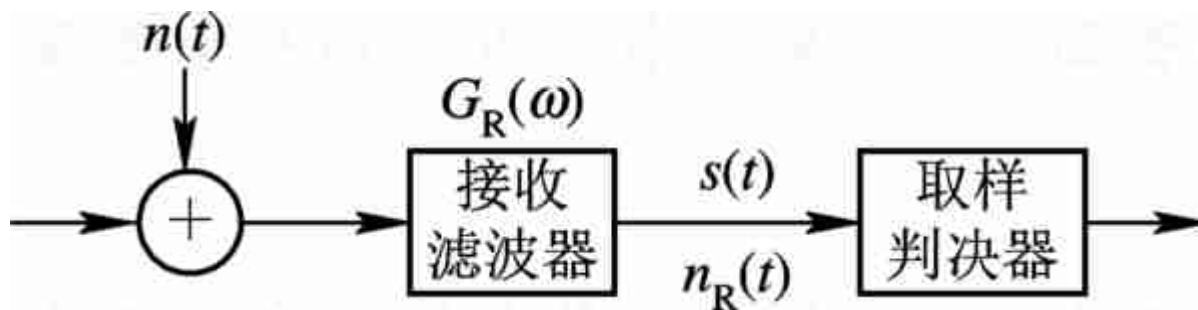 n(t)
G_R(ω)
接收
滤波器
s(t)
n_R(t)
取样
判决器